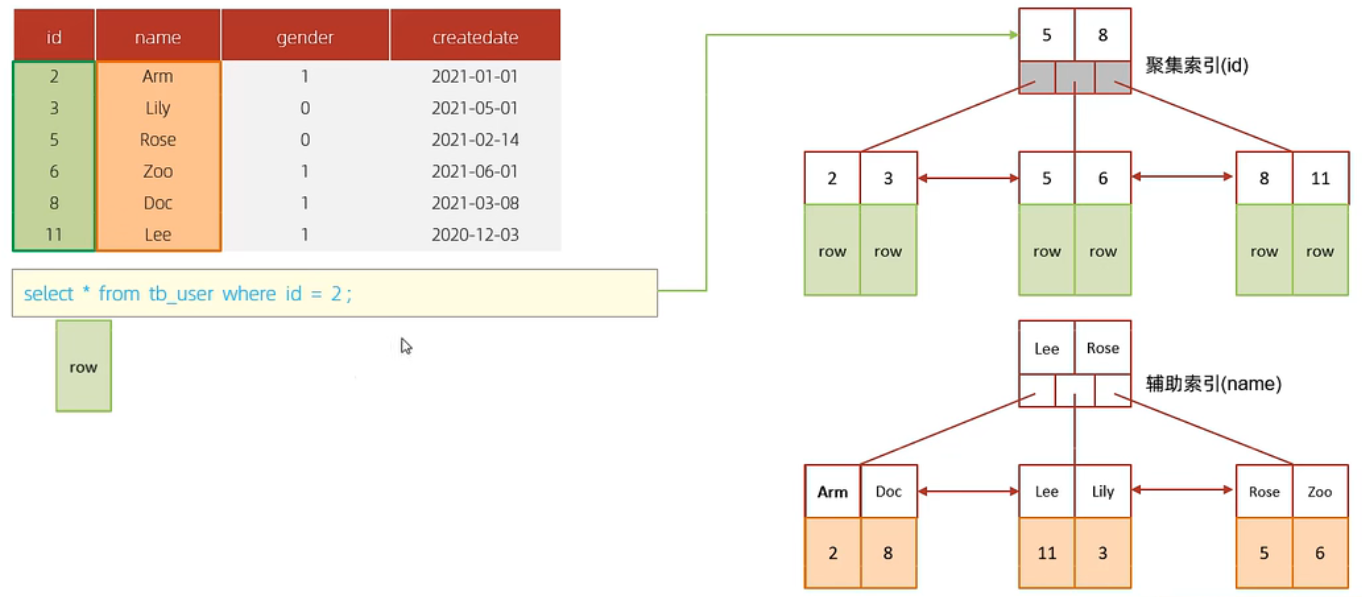 id name gender createdate
2 Arm 1 2021-01-01
3 Lily 0 2021-05-01
5 Rose 0 2021-02-14
6 Zoo 1 2021-06-01
8 Doc 1 2021-03-08
11 Lee 1 2020-12-03
select * from tb_user where id = 2 ;
row
5 8
聚集索引(id)
2 3 5 6 8 11
row row row row row row
Lee Rose
辅助索引(name)
Arm Doc Lee Lily Rose Zoo
2 8 11 3 5 6